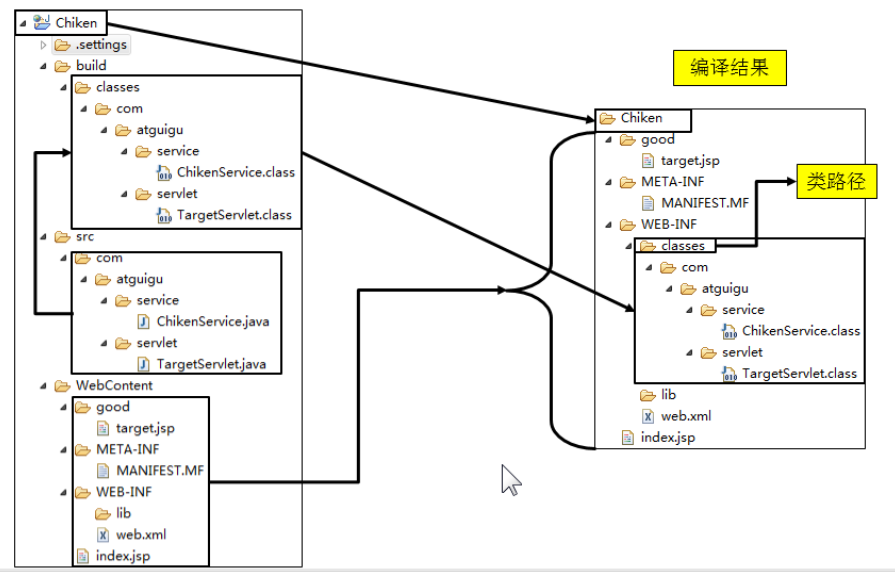 Chiken
.settings
build
classes
com
atguigu
service
ChikenService.class
servlet
TargetServlet.class
src
com
atguigu
service
ChikenService.java
servlet
TargetServlet.java
WebContent
good
target.jsp
META-INF
MANIFEST.MF
WEB-INF
lib
web.xml
index.jsp
编译结果
Chiken
good
target.jsp
META-INF
MANIFEST.MF
WEB-INF
classes
类路径
com
atguigu
service
ChikenService.class
servlet
TargetServlet.class
lib
web.xml
index.jsp